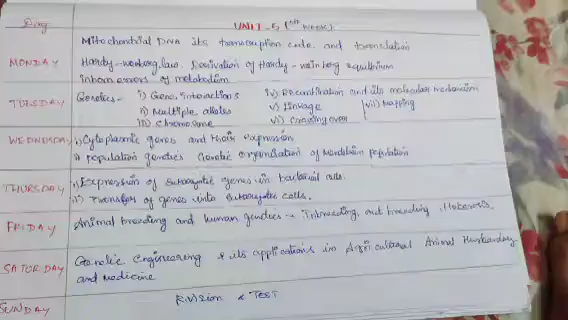 Day UNIT-5 (5th WEEK)
Mitochondrial DNA its transcription code and translation
MONDAY Hardy-weinberg law. Derivation of Hardy-weinberg equilibrium
inborn errors of metabolism
TUESDAY Genetics - i) Gene interactions iv) Recombination and its molecular mechanism
ii) Multiple alleles v) linkage vii) Mapping
iii) chromosome vi) Crossing over
WEDNESDAY i) Cytoplasmic genes and their expression
ii) Population genetics Genetic organization of Mendelian population
THURSDAY i) Expression of Eukaryotic genes in bacterial cells.
ii) Transfer of genes into Eukaryotic cells.
FRIDAY Animal breeding and human genetics - inbreeding, out breeding, Heterosis
SATORDAY Genetic engineering & its applications in Agricultural Animal Husbandary
and Medicine
SUNDAY Rivision & TEST